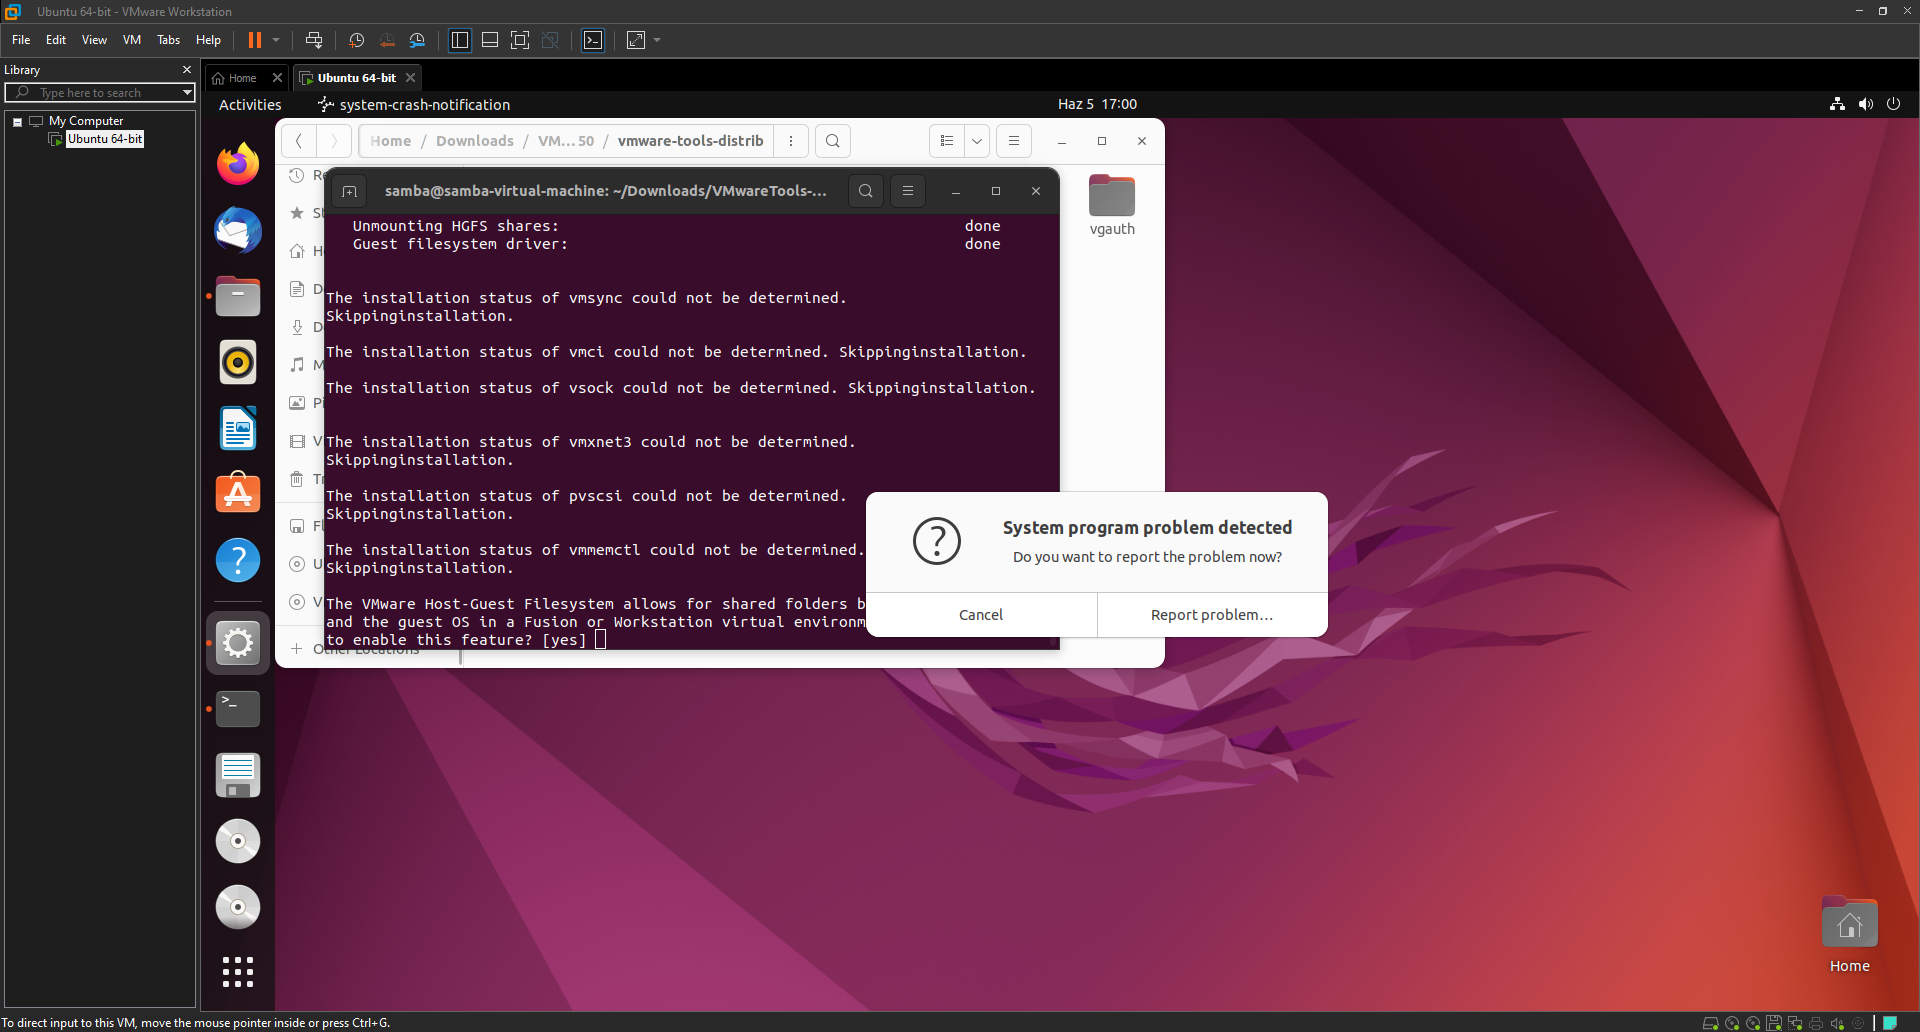 Ubuntu 64-bit - VMware Workstation
File Edit View VM Tabs Help
Library
Type here to search
My Computer
Ubuntu 64-bit
Home
Ubuntu 64-bit
Activities
system-crash-notification
Haz 5 17:00
Home / Downloads / VM...50 / vmware-tools-distrib
samba@samba-virtual-machine: ~/Downloads/VMwareTools-...
vgauth
Unmounting HGFS shares: done
Guest filesystem driver: done
The installation status of vmsync could not be determined.
Skippinginstallation.
The installation status of vmci could not be determined. Skippinginstallation.
The installation status of vsock could not be determined. Skippinginstallation.
The installation status of vmxnet3 could not be determined.
Skippinginstallation.
The installation status of pvscsi could not be determined.
Skippinginstallation.
The installation status of vmmemctl could not be determined.
Skippinginstallation.
The VMware Host-Guest Filesystem allows for shared folders b
and the guest OS in a Fusion or Workstation virtual environm
to enable this feature? [yes]
Other Locations
System program problem detected
Do you want to report the problem now?
Cancel
Report problem...
Home
To direct input to this VM, move the mouse pointer inside or press Ctrl+G.